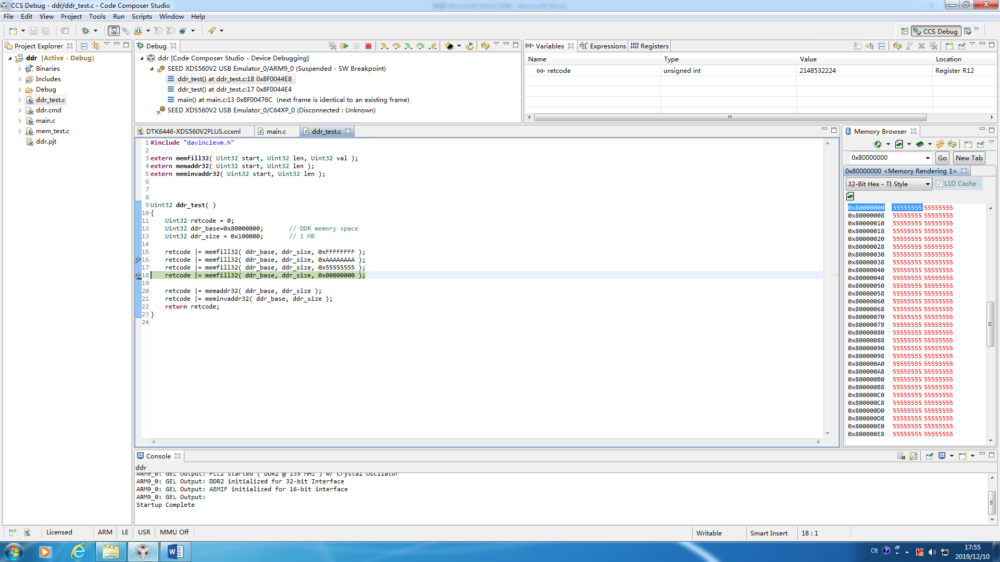 CCS Debug - ddr/ddr_test.c - Code Composer Studio
File Edit View Project Tools Run Scripts Window Help
CCS Debug
Project Explorer
ddr [Active - Debug]
Binaries
Includes
Debug
ddr_test.c
ddr.cmd
main.c
mem_test.c
ddr.pjt
Debug
ddr [Code Composer Studio - Device Debugging]
SEED XDS560V2 USB Emulator_0/ARM9_0 (Suspended - SW Breakpoint)
ddr_test() at ddr_test.c:18 0x8F0044E8
ddr_test() at ddr_test.c:17 0x8F0044E4
main() at main.c:13 0x8F00476C (next frame is identical to an existing frame)
SEED XDS560V2 USB Emulator_0/C64XP_0 (Disconnected : Unknown)
Variables Expressions Registers
Name Type Value Location
retcode unsigned int 2148532224 Register R12
DTK6446-XDS560V2PLUS.ccxml main.c ddr_test.c
1 #include "davincievm.h"
2
3 extern memfill32( Uint32 start, Uint32 len, Uint32 val );
4 extern memaddr32( Uint32 start, Uint32 len );
5 extern meminvaddr32( Uint32 start, Uint32 len );
6
7
8
9 Uint32 ddr_test( )
10 {
11 Uint32 retcode = 0;
12 Uint32 ddr_base=0x80000000; // DDR memory space
13 Uint32 ddr_size = 0x100000; // 1 MB
14
15 retcode |= memfill32( ddr_base, ddr_size, 0xFFFFFFFF );
16 retcode |= memfill32( ddr_base, ddr_size, 0xAAAAAAAA );
17 retcode |= memfill32( ddr_base, ddr_size, 0x55555555 );
18 retcode |= memfill32( ddr_base, ddr_size, 0x00000000 );
19
20 retcode |= memaddr32( ddr_base, ddr_size );
21 retcode |= meminvaddr32( ddr_base, ddr_size );
22 return retcode;
23 }
24
Memory Browser
0x80000000 Go New Tab
0x80000000 <Memory Rendering 1>
32-Bit Hex - TI Style L1D Cache
0x80000000 55555555 55555555
0x80000008 55555555 55555555
0x80000010 55555555 55555555
0x80000018 55555555 55555555
0x80000020 55555555 55555555
0x80000028 55555555 55555555
0x80000030 55555555 55555555
0x80000038 55555555 55555555
0x80000040 55555555 55555555
0x80000048 55555555 55555555
0x80000050 55555555 55555555
0x80000058 55555555 55555555
0x80000060 55555555 55555555
0x80000068 55555555 55555555
0x80000070 55555555 55555555
0x80000078 55555555 55555555
0x80000080 55555555 55555555
0x80000088 55555555 55555555
0x80000090 55555555 55555555
0x80000098 55555555 55555555
0x800000A0 55555555 55555555
0x800000A8 55555555 55555555
0x800000B0 55555555 55555555
0x800000B8 55555555 55555555
0x800000C0 55555555 55555555
0x800000C8 55555555 55555555
0x800000D0 55555555 55555555
0x800000D8 55555555 55555555
0x800000E0 55555555 55555555
0x800000E8 55555555 55555555
Console
ddr
ARM9_0: GEL Output: PLL2 started ( DDR2 @ 135 MHz ) w/ Crystal Oscilator
ARM9_0: GEL Output: DDR2 initialized for 32-bit Interface
ARM9_0: GEL Output: AEMIF initialized for 16-bit interface
ARM9_0: GEL Output:
Startup Complete
Licensed ARM LE USR MMU Off Writable Smart Insert 18 : 1
CH 17:55
2019/12/10